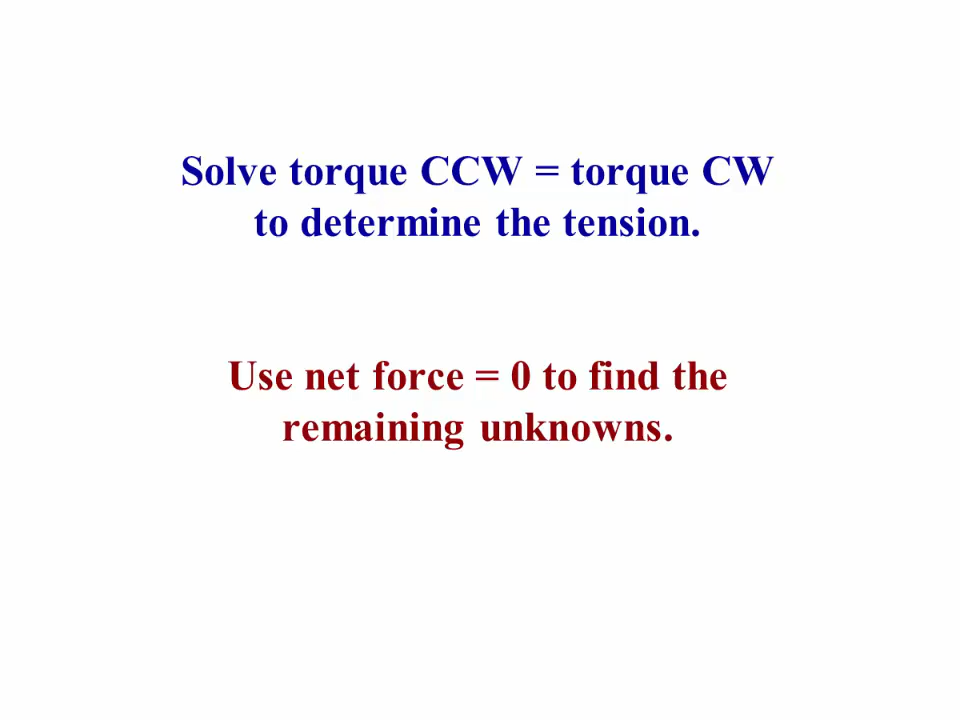 Solve torque CCW = torque CW
to determine the tension.
Use net force = 0 to find the
remaining unknowns.